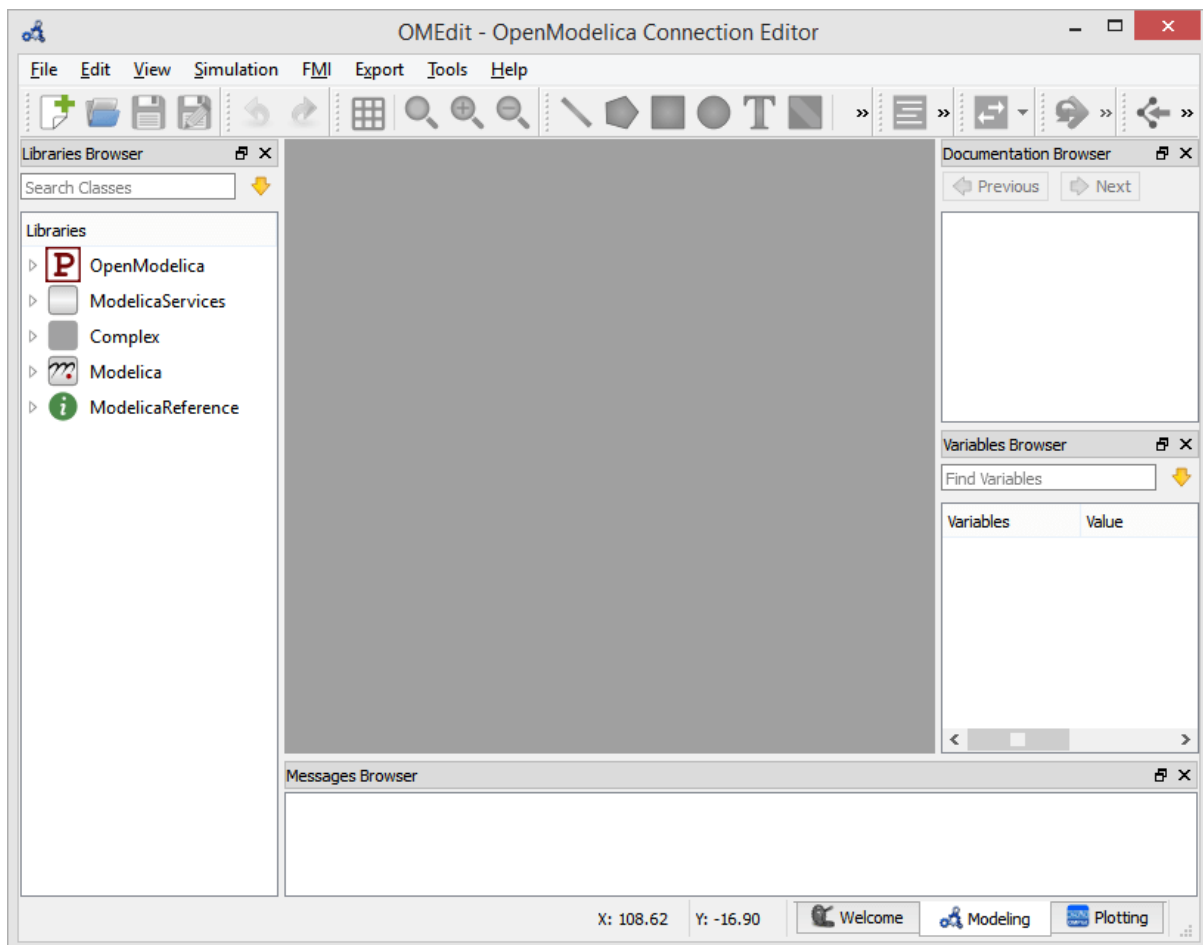 OMEdit - OpenModelica Connection Editor
File Edit View Simulation FMI Export Tools Help
T
Libraries Browser
Search Classes
Libraries
P OpenModelica
ModelicaServices
Complex
Modelica
i ModelicaReference
Documentation Browser
Previous Next
Variables Browser
Find Variables
Variables Value
Messages Browser
X: 108.62 Y: -16.90 Welcome Modeling Plotting